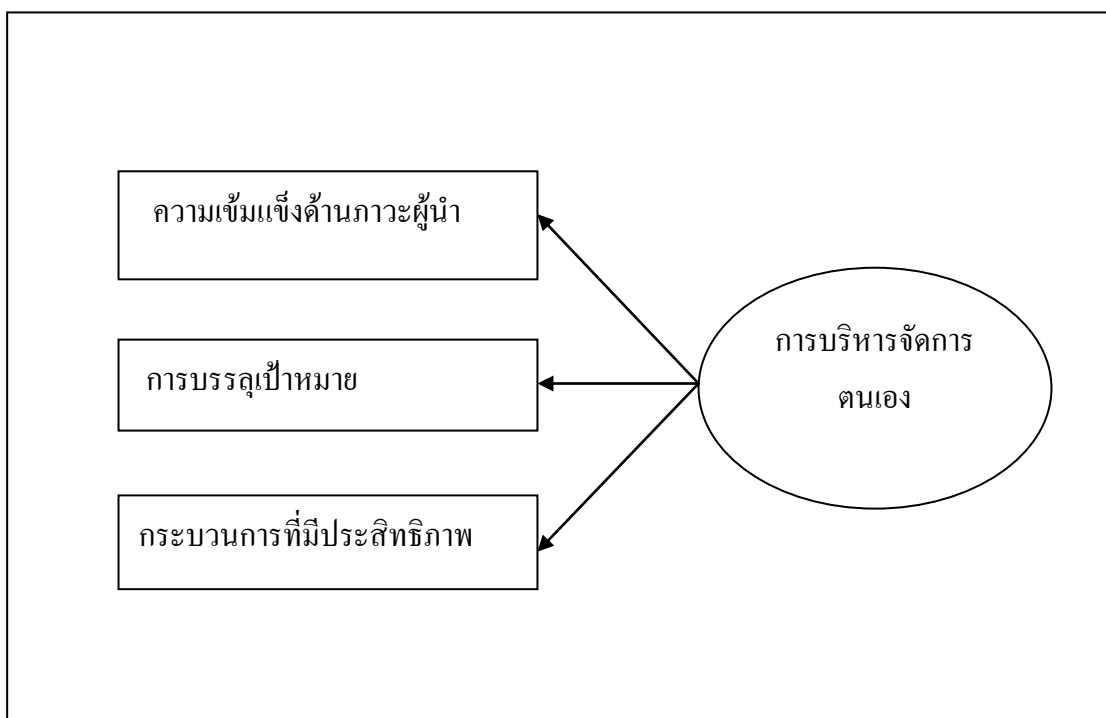 ความเข้มแข็งด้านภาวะผู้นำ
การบรรลุเป้าหมาย
กระบวนการที่มีประสิทธิภาพ
การบริหารจัดการ
ตนเอง